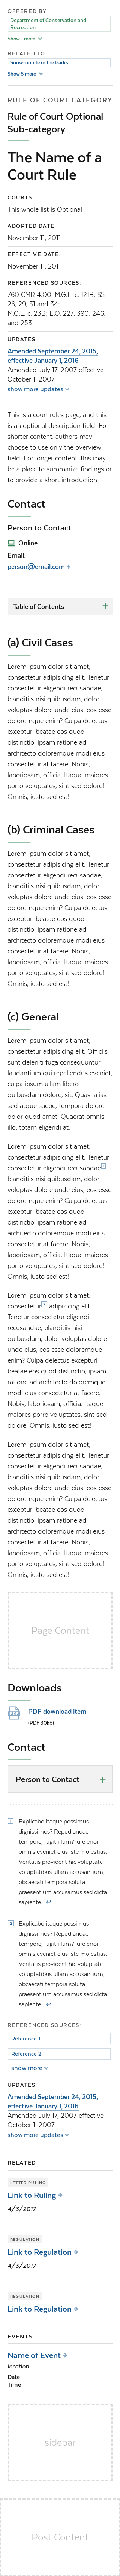 OFFERED BY
Department of Conservation and
Recreation
Show 1 more
RELATED TO
Snowmobile in the Parks
Show 5 more
RULE OF COURT CATEGORY
Rule of Court Optional
Sub-category
The Name of a
Court Rule
COURTS:
This whole list is Optional
ADOPTED DATE:
November 11, 2011
EFFECTIVE DATE:
November 11, 2011
REFERENCED SOURCES:
760 CMR 4.00: M.G.L. c. 121B, §§
26, 29, 31 and 34;
M.G.L. c. 23B; E.O. 227, 390, 246,
and 253
UPDATES:
Amended September 24, 2015,
effective January 1, 2016
Amended July 17, 2007 effective
October 1, 2007
show more updates
This is a court rules page, and this
is an optional description field. For
shorter content, authors may
choose to use only the overview
field. For longer content, this may
be a place to summarize findings or
to provide a short introduction.
Contact
Person to Contact
Online
Email:
person@email.com
Table of Contents
(a) Civil Cases
Lorem ipsum dolor sit amet,
consectetur adipisicing elit. Tenetur
consectetur eligendi recusandae,
blanditiis nisi quibusdam, dolor
voluptas dolor unde eius, eos esse
doloremque enim? Culpa delectus
excepturi beatae eos quod
distinctio, ipsam ratione ad
architecto doloremque modi eius
consectetur at facere. Nobis,
laboriosam, officia. Itaque maiores
porro voluptates, sint sed dolore!
Omnis, iusto sed est!
(b) Criminal Cases
Lorem ipsum dolor sit amet,
consectetur adipisicing elit. Tenetur
consectetur eligendi recusandae,
blanditiis nisi quibusdam, dolor
voluptas dolor unde eius, eos esse
doloremque enim? Culpa delectus
excepturi beatae eos quod
distinctio, ipsam ratione ad
architecto doloremque modi eius
consectetur at facere. Nobis,
laboriosam, officia. Itaque maiores
porro voluptates, sint sed dolore!
Omnis, iusto sed est!
(c) General
Lorem ipsum dolor sit amet,
consectetur adipisicing elit. Officiis
ore deleniti fuga consequuntur
laudantium qui repellendus eveniet,
culpa ipsum ullam libero
quibusdam dolore, sit. Quasi alias
sed atque saepe, tempora dolore
dolor quod amet. Quasi at omnis
illo, totam eligendi at.
Lorem ipsum dolor sit amet,
consectetur adipisicing elit. Tenetur
consectetur eligendi recusandae[1],
blanditiis nisi quibusdam, dolor
voluptas dolor unde eius, eos esse
doloremque enim? Culpa delectus
excepturi beatae eos quod
distinctio, ipsam ratione ad
architecto doloremque modi eius
consectetur at facere. Nobis,
laboriosam, officia. Itaque maiores
porro voluptates, sint sed dolore!
Omnis, iusto sed est!
Lorem ipsum dolor sit amet,
consectetur[2] adipisicing elit.
Tenetur consectetur eligendi
recusandae, blanditiis nisi
quibusdam, dolor voluptas dolor
unde eius, eos esse doloremque
enim? Culpa delectus excepturi
beatae eos quod distinctio, ipsam
ratione ad architecto doloremque
modi eius consectetur at facere.
Nobis, laboriosam, officia. Itaque
maiores porro voluptates, sint sed
dolore! Omnis, iusto sed est!
Lorem ipsum dolor sit amet,
consectetur adipisicing elit. Tenetur
consectetur eligendi recusandae,
blanditiis nisi quibusdam, dolor
voluptas dolor unde eius, eos esse
doloremque enim? Culpa delectus
excepturi beatae eos quod
distinctio, ipsam ratione ad
architecto doloremque modi eius
consectetur at facere. Nobis,
laboriosam, officia. Itaque maiores
porro voluptates, sint sed dolore!
Omnis, iusto sed est!
Page Content
Downloads
PDF
PDF download item
(PDF 30kb)
Contact
Person to Contact
1 Explicabo itaque possimus
dignissimos? Repudiandae
tempore, fugit illum? Iure error
omnis eveniet eius iste molestias.
Veritatis provident hic voluptate
voluptatibus ullam accusantium,
obcaecati tempora soluta
praesentium accusamus sed dicta
sapiente.
2 Explicabo itaque possimus
dignissimos? Repudiandae
tempore, fugit illum? Iure error
omnis eveniet eius iste molestias.
Veritatis provident hic voluptate
voluptatibus ullam accusantium,
obcaecati tempora soluta
praesentium accusamus sed dicta
sapiente.
REFERENCED SOURCES:
Reference 1
Reference 2
show more
UPDATES:
Amended September 24, 2015,
effective January 1, 2016
Amended July 17, 2007 effective
October 1, 2007
show more updates
RELATED
LETTER RULING
Link to Ruling
4/3/2017
REGULATION
Link to Regulation
4/3/2017
REGULATION
Link to Regulation
EVENTS
Name of Event
location
Date
Time
sidebar
Post Content